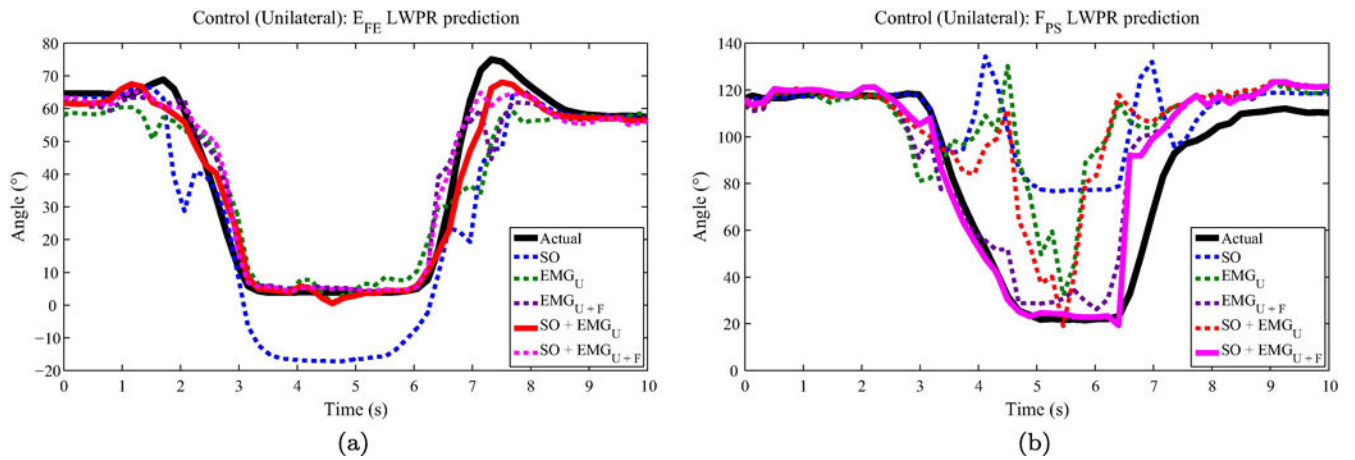 Control (Unilateral): E_FE LWPR prediction
80
70
60
50
40
30
20
10
0
−10
−20
Angle (°)
Actual
SO
EMG_U
EMG_U + F
SO + EMG_U
SO + EMG_U + F
0 1 2 3 4 5 6 7 8 9 10
Time (s)
(a)
Control (Unilateral): F_PS LWPR prediction
140
120
100
80
60
40
20
0
Angle (°)
Actual
SO
EMG_U
EMG_U + F
SO + EMG_U
SO + EMG_U + F
0 1 2 3 4 5 6 7 8 9 10
Time (s)
(b)